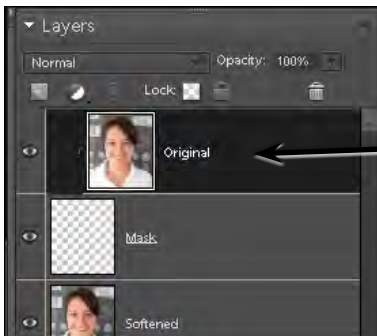 Layers
Normal Opacity: 100%
Lock:
Original
Mask
Softened